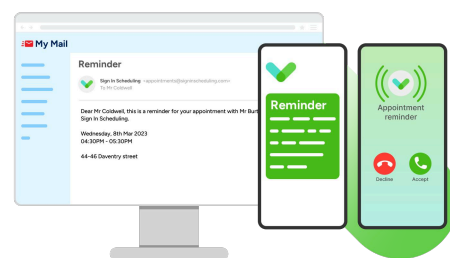 My Mail
Reminder
Sign In Scheduling <appointments@signinscheduling.com>
To Mr Coldwell
Dear Mr Coldwell, this is a reminder for your appointment with Mr Burt
Sign In Scheduling.
Wednesday, 8th Mar 2023
04:30PM - 05:30PM
44-46 Daventry street
Reminder
Appointment
reminder
Decline
Accept